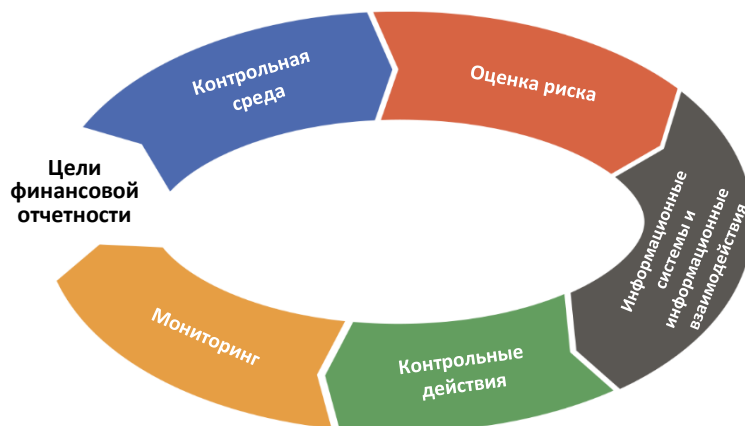 Контрольная
среда
Оценка риска
Информационные
системы и
информационные
взаимодействия
Контрольные
действия
Мониторинг
Цели
финансовой
отчетности